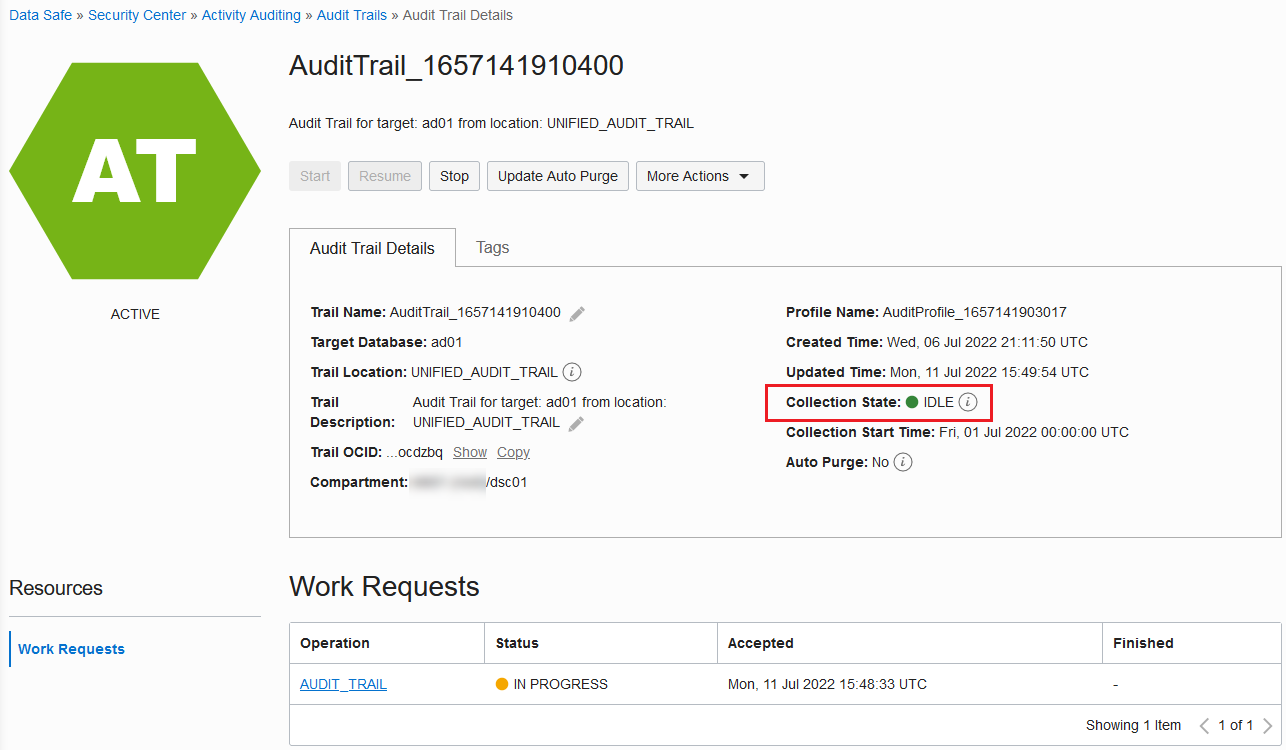 Data Safe » Security Center » Activity Auditing » Audit Trails » Audit Trail Details
AT
ACTIVE
AuditTrail_1657141910400
Audit Trail for target: ad01 from location: UNIFIED_AUDIT_TRAIL
Start Resume Stop Update Auto Purge More Actions
Audit Trail Details Tags
Trail Name: AuditTrail_1657141910400
Target Database: ad01
Trail Location: UNIFIED_AUDIT_TRAIL
Trail Description: Audit Trail for target: ad01 from location:
UNIFIED_AUDIT_TRAIL
Trail OCID: ...ocdzbq Show Copy
Compartment: /dsc01
Profile Name: AuditProfile_1657141903017
Created Time: Wed, 06 Jul 2022 21:11:50 UTC
Updated Time: Mon, 11 Jul 2022 15:49:54 UTC
Collection State: IDLE
Collection Start Time: Fri, 01 Jul 2022 00:00:00 UTC
Auto Purge: No
Resources
Work Requests
Work Requests
Operation Status Accepted Finished
AUDIT_TRAIL IN PROGRESS Mon, 11 Jul 2022 15:48:33 UTC -
Showing 1 Item 1 of 1